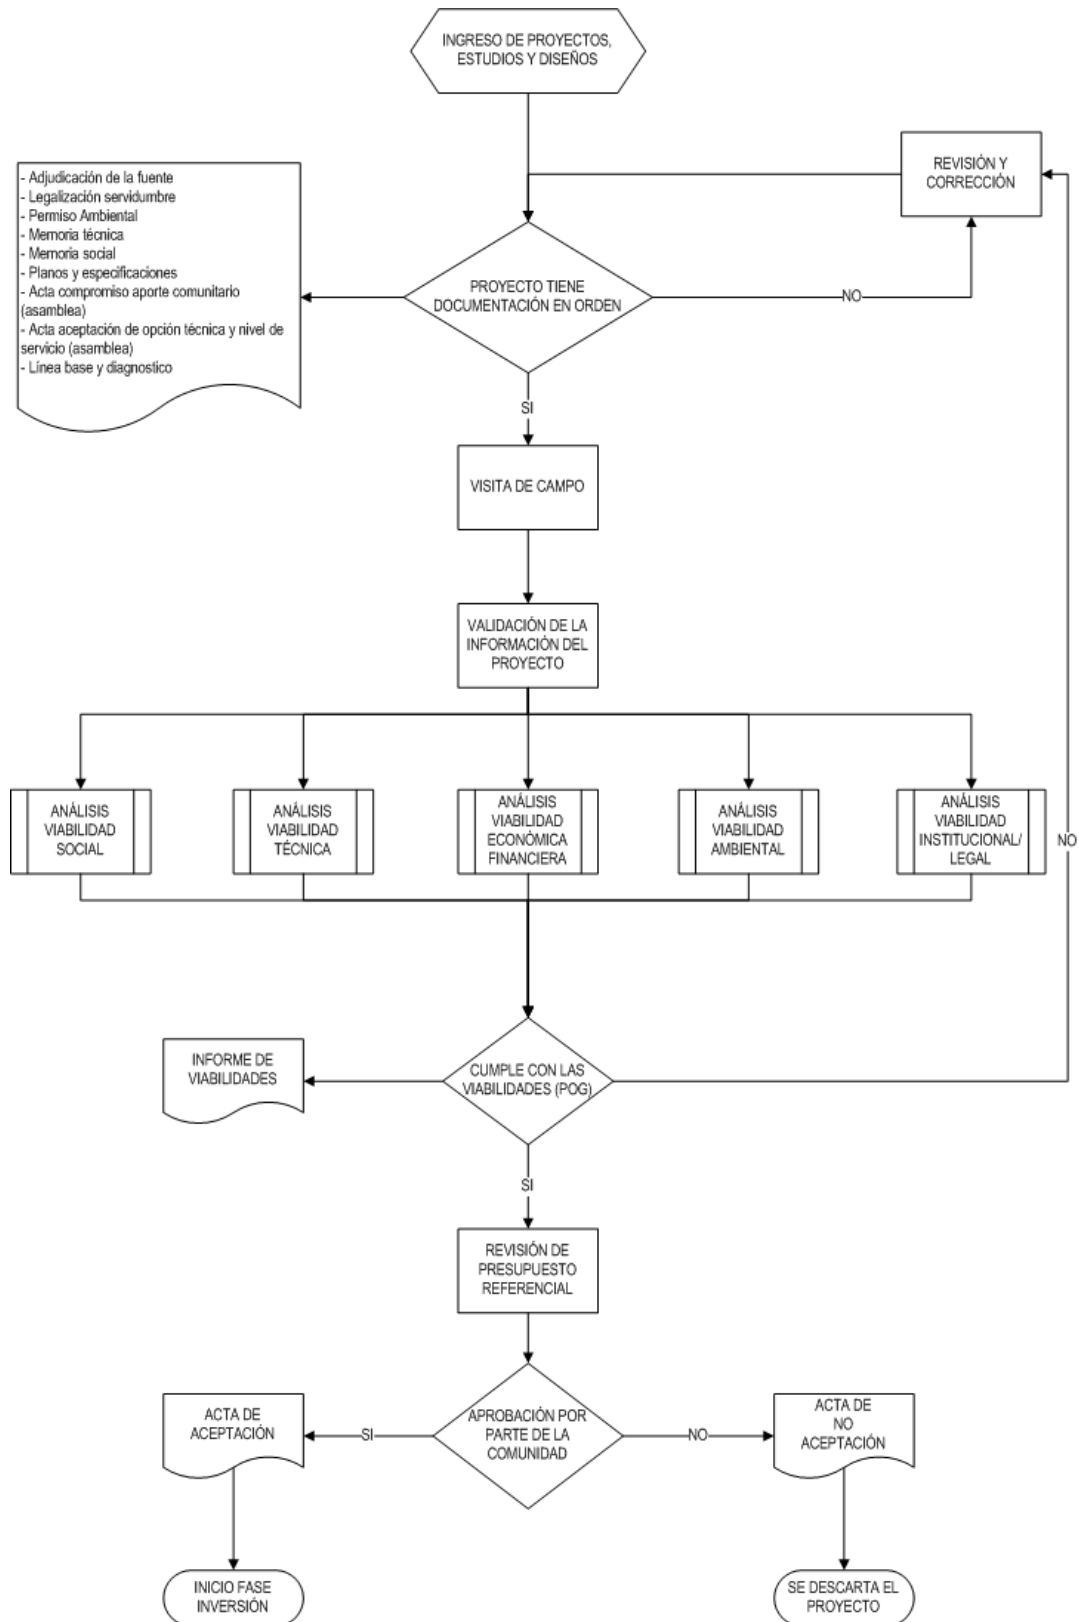 INGRESO DE PROYECTOS,
ESTUDIOS Y DISEÑOS
REVISIÓN Y
CORRECCIÓN
- Adjudicación de la fuente
- Legalización servidumbre
- Permiso Ambiental
- Memoria técnica
- Memoria social
- Planos y especificaciones
- Acta compromiso aporte comunitario
(asamblea)
- Acta aceptación de opción técnica y nivel de
servicio (asamblea)
- Línea base y diagnostico
PROYECTO TIENE
DOCUMENTACIÓN EN ORDEN
NO
SI
VISITA DE CAMPO
VALIDACIÓN DE LA
INFORMACIÓN DEL
PROYECTO
ANÁLISIS
VIABILIDAD
SOCIAL
ANÁLISIS
VIABILIDAD
TÉCNICA
ANÁLISIS
VIABILIDAD
ECONÓMICA
FINANCIERA
ANÁLISIS
VIABILIDAD
AMBIENTAL
ANÁLISIS
VIABILIDAD
INSTITUCIONAL/
LEGAL
NO
INFORME DE
VIABILIDADES
CUMPLE CON LAS
VIABILIDADES (POG)
SI
REVISIÓN DE
PRESUPUESTO
REFERENCIAL
ACTA DE
ACEPTACIÓN
SI
APROBACIÓN POR
PARTE DE LA
COMUNIDAD
NO
ACTA DE
NO
ACEPTACIÓN
INICIO FASE
INVERSIÓN
SE DESCARTA EL
PROYECTO